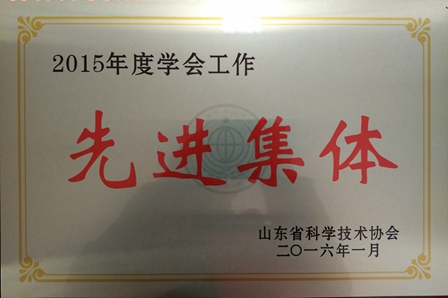 2015年度学会工作
先进集体
山东省科学技术协会
二〇一六年一月